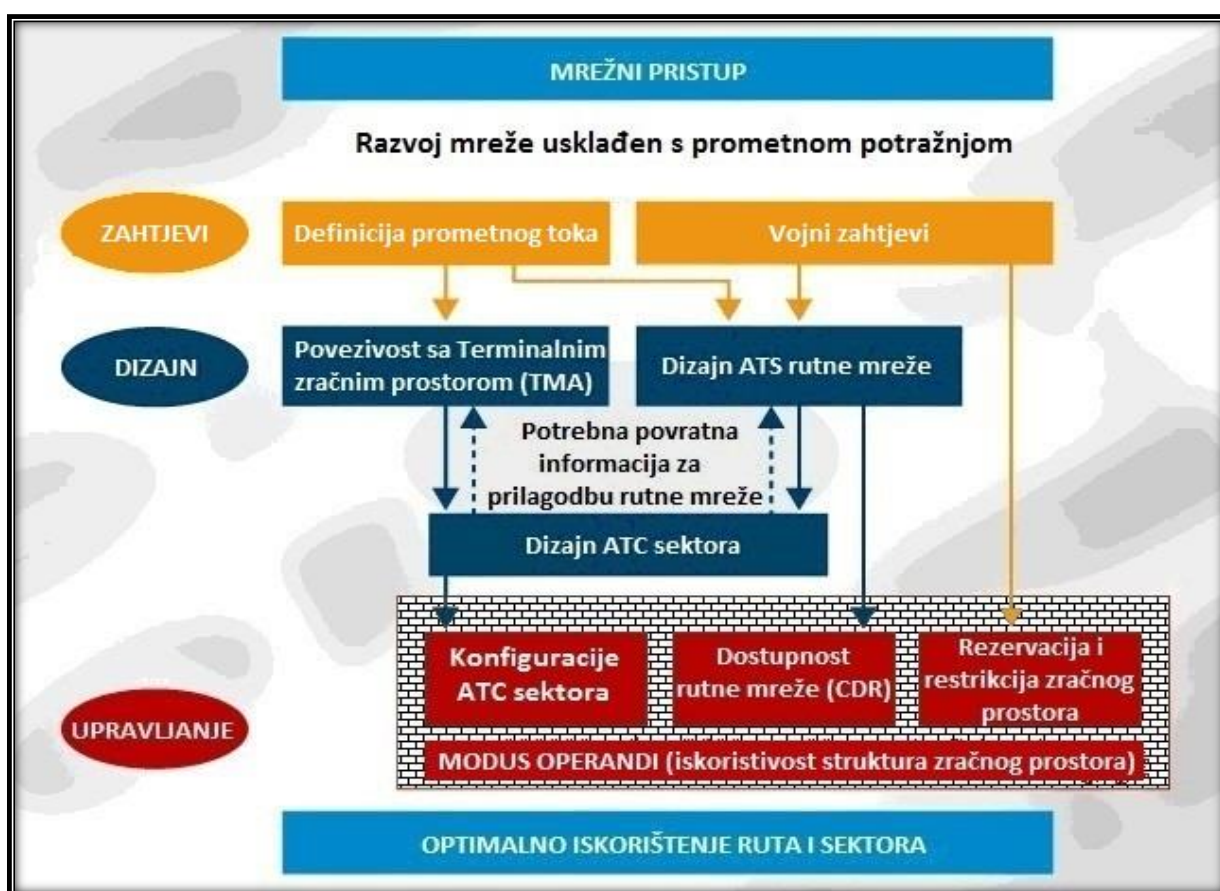 MREŽNI PRISTUP
Razvoj mreže usklađen s prometnom potražnjom
ZAHTJEVI
Definicija prometnog toka
Vojni zahtjevi
DIZAJN
Povezivost sa Terminalnim
zračnim prostorom (TMA)
Dizajn ATS rutne mreže
Potrebna povratna
informacija za
prilagodbu rutne mreže
Dizajn ATC sektora
UPRAVLJANJE
Konfiguracije
ATC sektora
Dostupnost
rutne mreže (CDR)
Rezervacija i
restrikcija zračnog
prostora
MODUS OPERANDI (iskoristivost struktura zračnog prostora)
OPTIMALNO ISKORIŠTENJE RUTA I SEKTORA